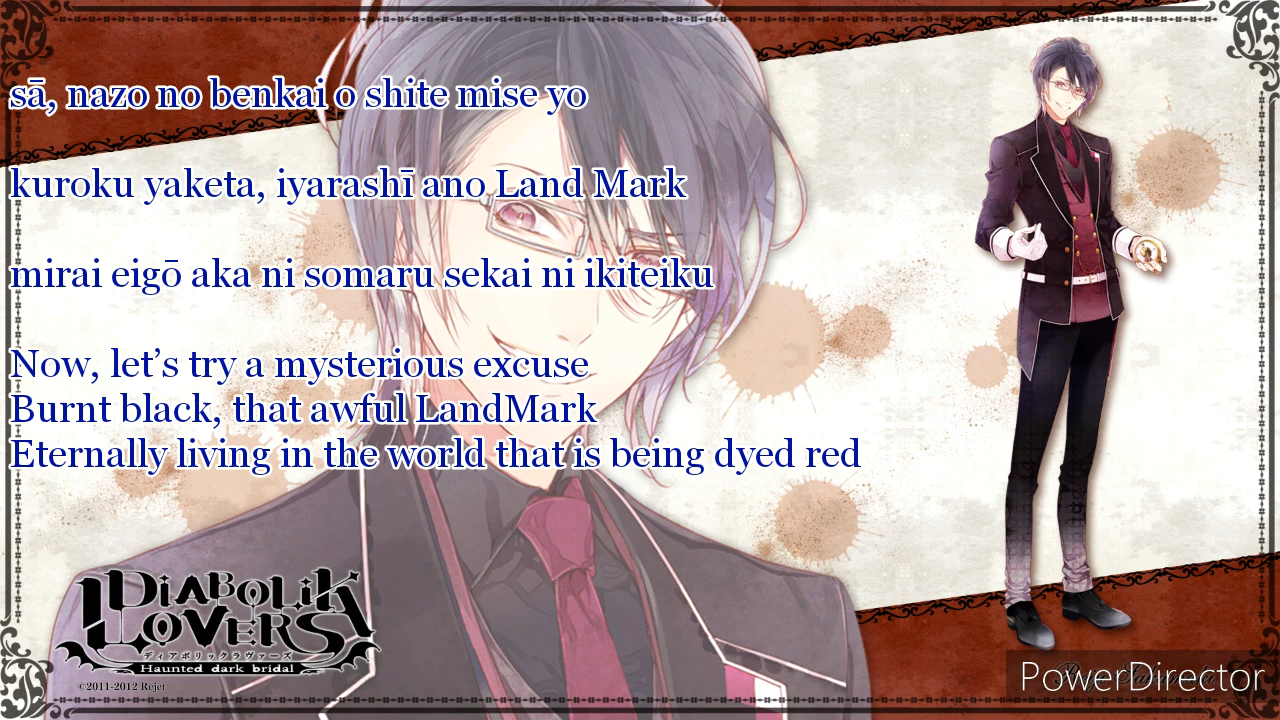 sā, nazo no benkai o shite mise yo
kuroku yaketa, iyarashī ano Land Mark
mirai eigō aka ni somaru sekai ni ikiteiku
Now, let’s try a mysterious excuse
Burnt black, that awful LandMark
Eternally living in the world that is being dyed red
DIABOLIK
LOVERS
ディアボリックラヴァーズ
Haunted dark bridal
©2011-2012 Rejet
PowerDirector